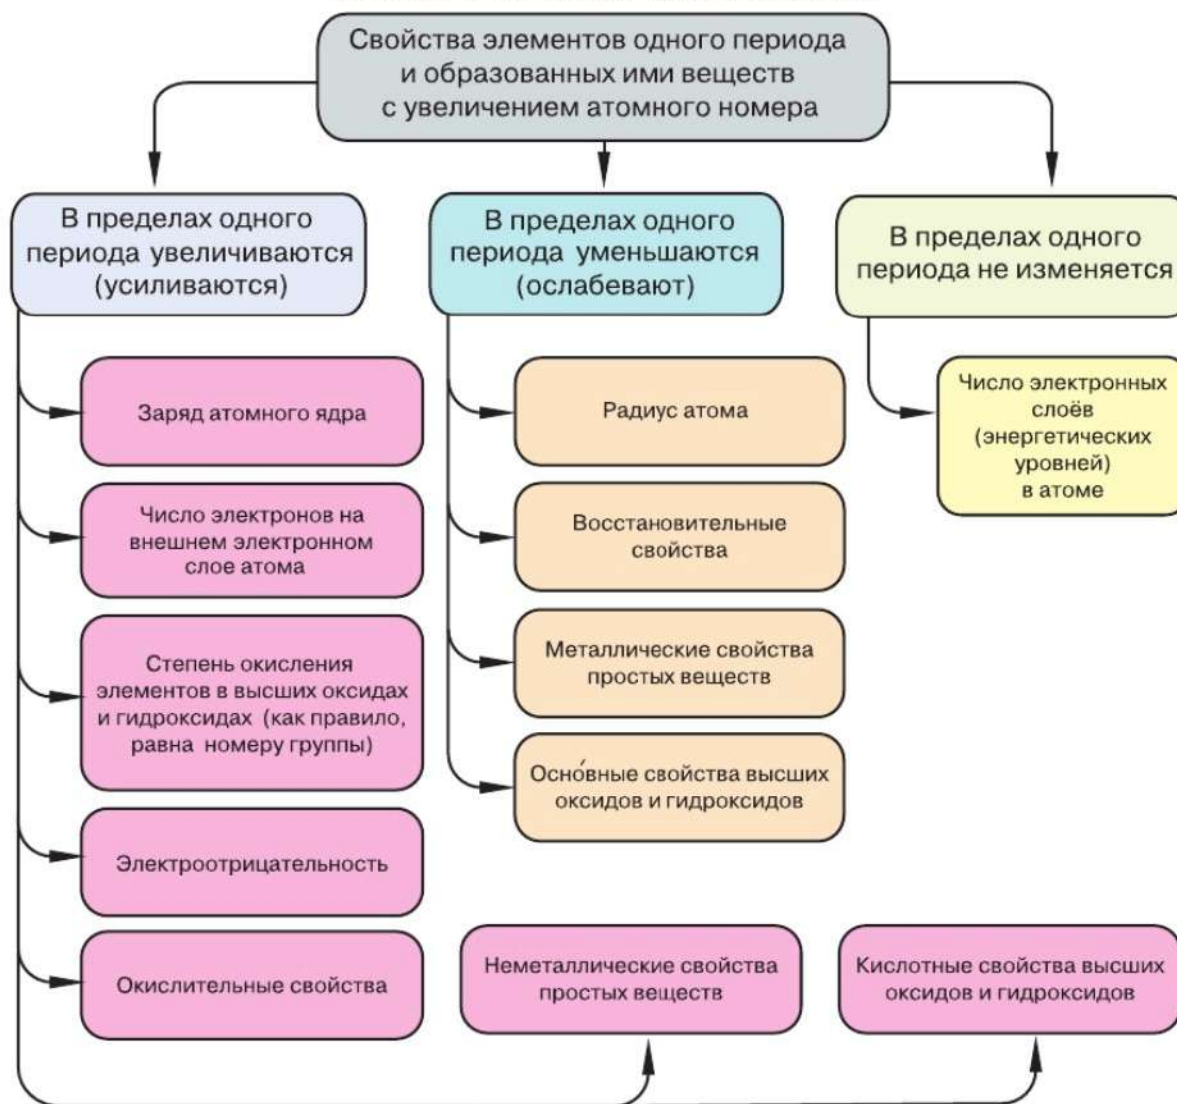 Свойства элементов одного периода
и образованных ими веществ
с увеличением атомного номера
В пределах одного
периода увеличиваются
(усиливаются)
В пределах одного
периода уменьшаются
(ослабевают)
В пределах одного
периода не изменяется
Заряд атомного ядра
Число электронов на
внешнем электронном
слое атома
Степень окисления
элементов в высших оксидах
и гидроксидах (как правило,
равна номеру группы)
Электроотрицательность
Окислительные свойства
Радиус атома
Восстановительные
свойства
Металлические свойства
простых веществ
Осно́вные свойства высших
оксидов и гидроксидов
Число электронных
слоёв
(энергетических
уровней)
в атоме
Неметаллические свойства
простых веществ
Кислотные свойства высших
оксидов и гидроксидов